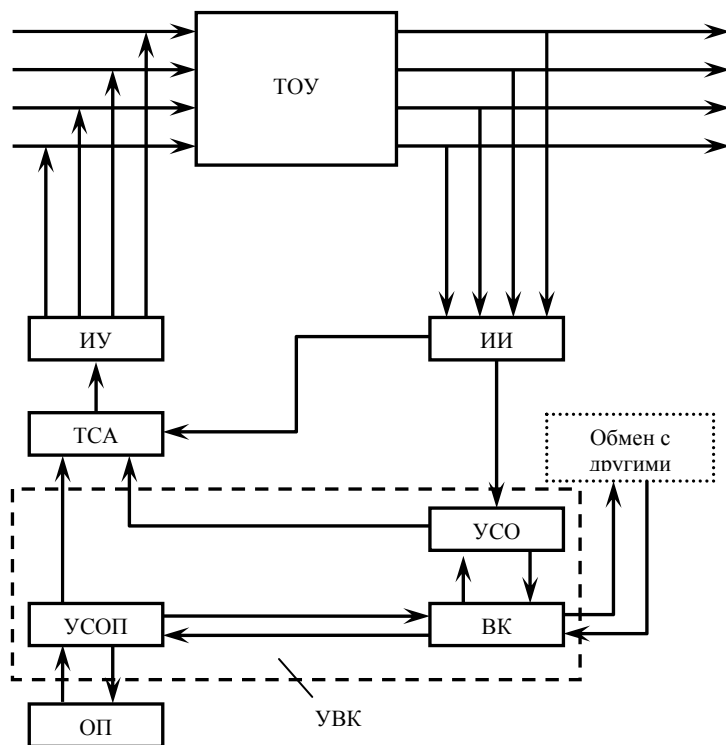 ТОУ
ИУ
ИИ
ТСА
Обмен с
другими
УСО
УСОП
ВК
УВК
ОП